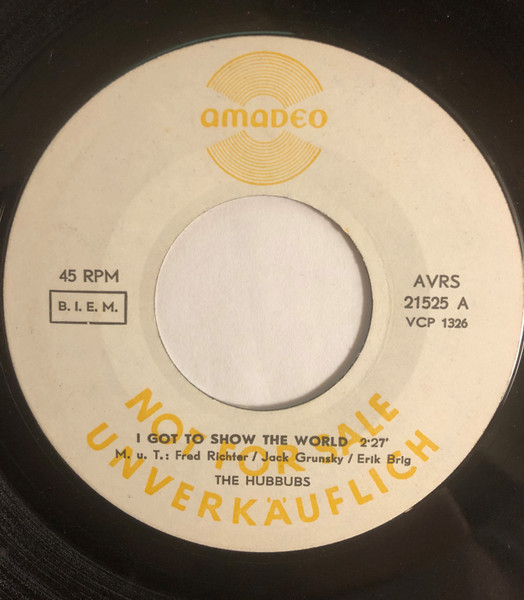 amaDEO
45 RPM
B. I. E. M.
AVRS
21525 A
VCP 1326
NOT FOR SALE
I GOT TO SHOW THE WORLD 2'27'
M. u. T.: Fred Richter / Jack Grunsky / Erik Brig
THE HUBBUBS
UNVERKÄUFLICH